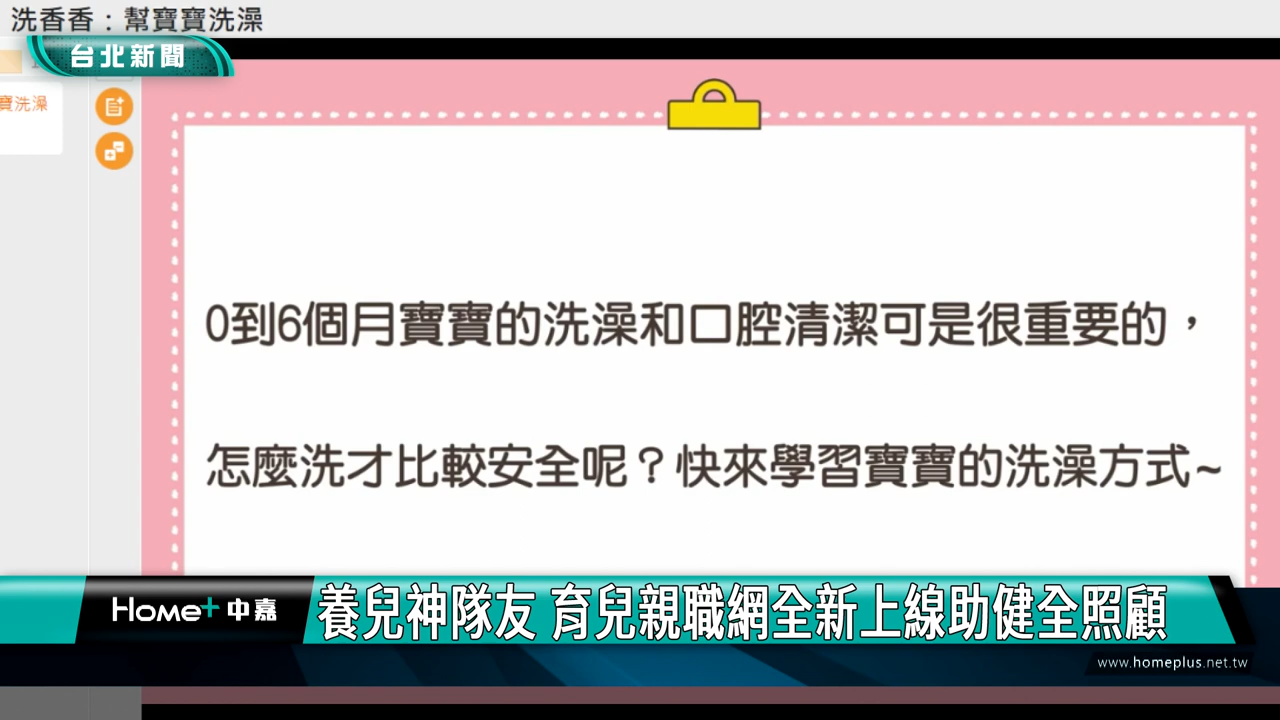 洗香香：幫寶寶洗澡
台北新聞
寶洗澡
0到6個月寶寶的洗澡和口腔清潔可是很重要的，
怎麼洗才比較安全呢？快來學習寶寶的洗澡方式~
Home+ 中嘉
養兒神隊友 育兒親職網全新上線助健全照顧
www.homeplus.net.tw